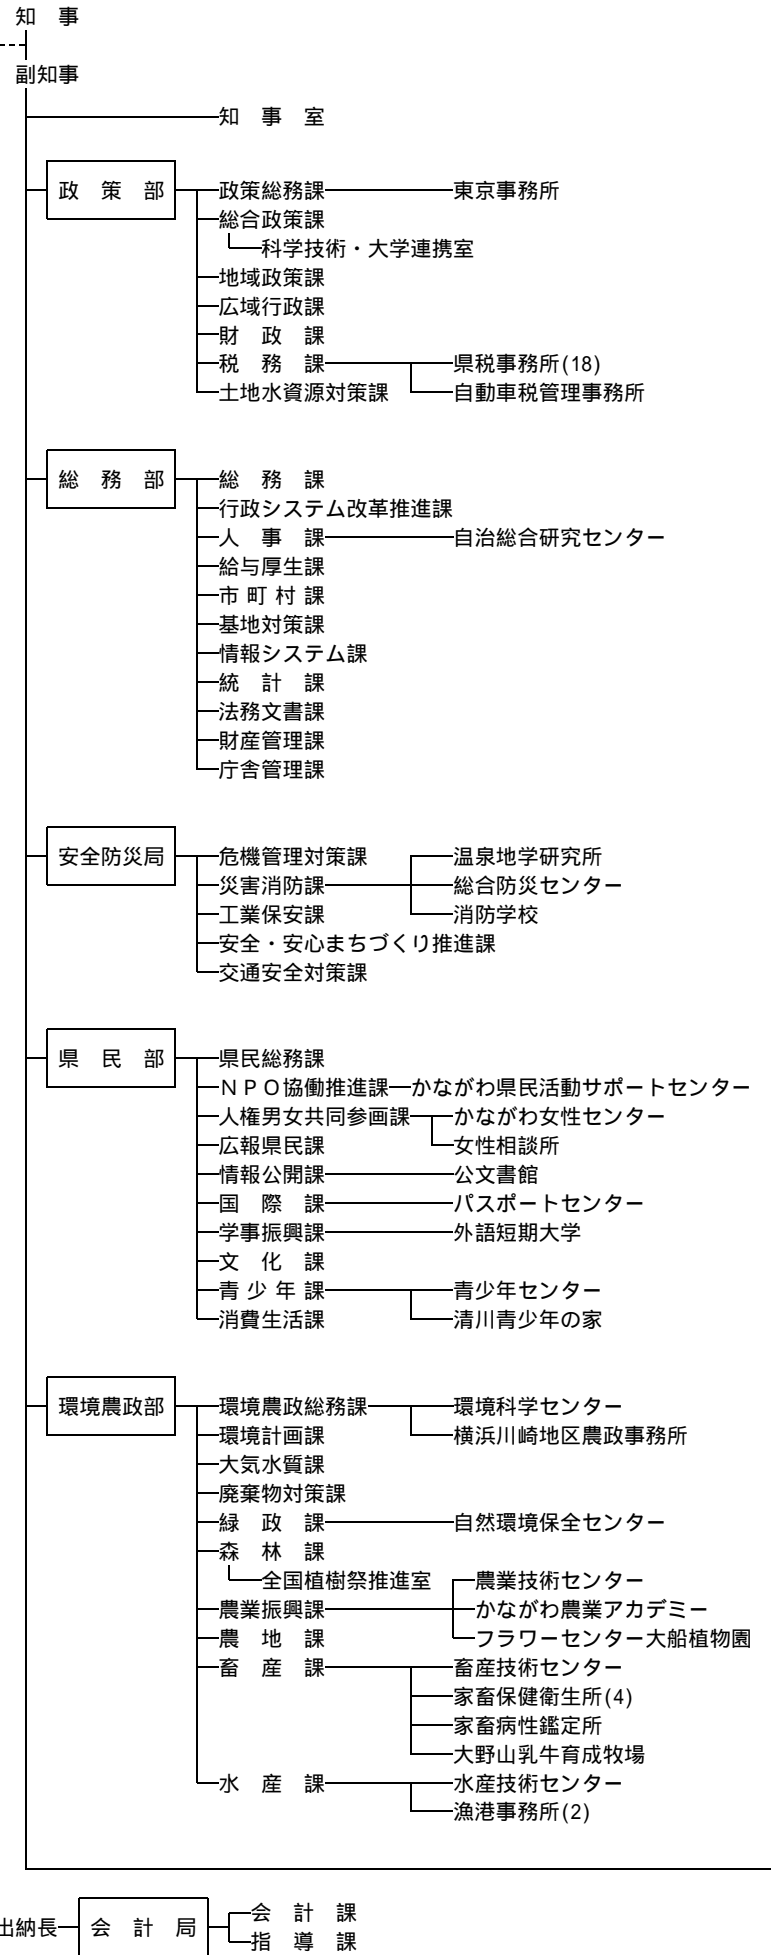 知　事
副知事
知　事　室
政　策　部　政策総務課　東京事務所
総合政策課
科学技術・大学連携室
地域政策課
広域行政課
財　政　課
税　務　課　県税事務所(18)
土地水資源対策課　自動車税管理事務所
総　務　部　総　務　課
行政システム改革推進課
人　事　課　自治総合研究センター
給与厚生課
市 町 村 課
基地対策課
情報システム課
統　計　課
法務文書課
財産管理課
庁舎管理課
安全防災局　危機管理対策課　温泉地学研究所
災害消防課　総合防災センター
工業保安課　消防学校
安全・安心まちづくり推進課
交通安全対策課
県　民　部　県民総務課
ＮＰＯ協働推進課　かながわ県民活動サポートセンター
人権男女共同参画課　かながわ女性センター
広報県民課　女性相談所
情報公開課　公文書館
国　際　課　パスポートセンター
学事振興課　外語短期大学
文　化　課
青 少 年 課　青少年センター
消費生活課　清川青少年の家
環境農政部　環境農政総務課　環境科学センター
環境計画課　横浜川崎地区農政事務所
大気水質課
廃棄物対策課
緑　政　課　自然環境保全センター
森　林　課
全国植樹祭推進室　農業技術センター
農業振興課　かながわ農業アカデミー
農　地　課　フラワーセンター大船植物園
畜　産　課　畜産技術センター
家畜保健衛生所(4)
家畜病性鑑定所
大野山乳牛育成牧場
水　産　課　水産技術センター
漁港事務所(2)
出納長　会　計　局　会　計　課
指　導　課